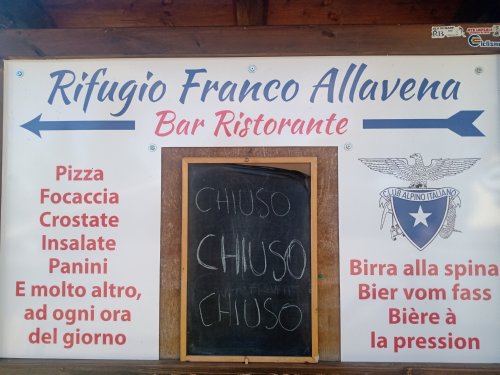 Rifugio Franco Allavena
Bar Ristorante
Pizza
Focaccia
Crostate
Insalate
Panini
E molto altro,
ad ogni ora
del giorno
CHIUSO
CHIUSO
CHIUSO
CLUB ALPINO ITALIANO
Birra alla spina
Bier vom fass
Bière à
la pression